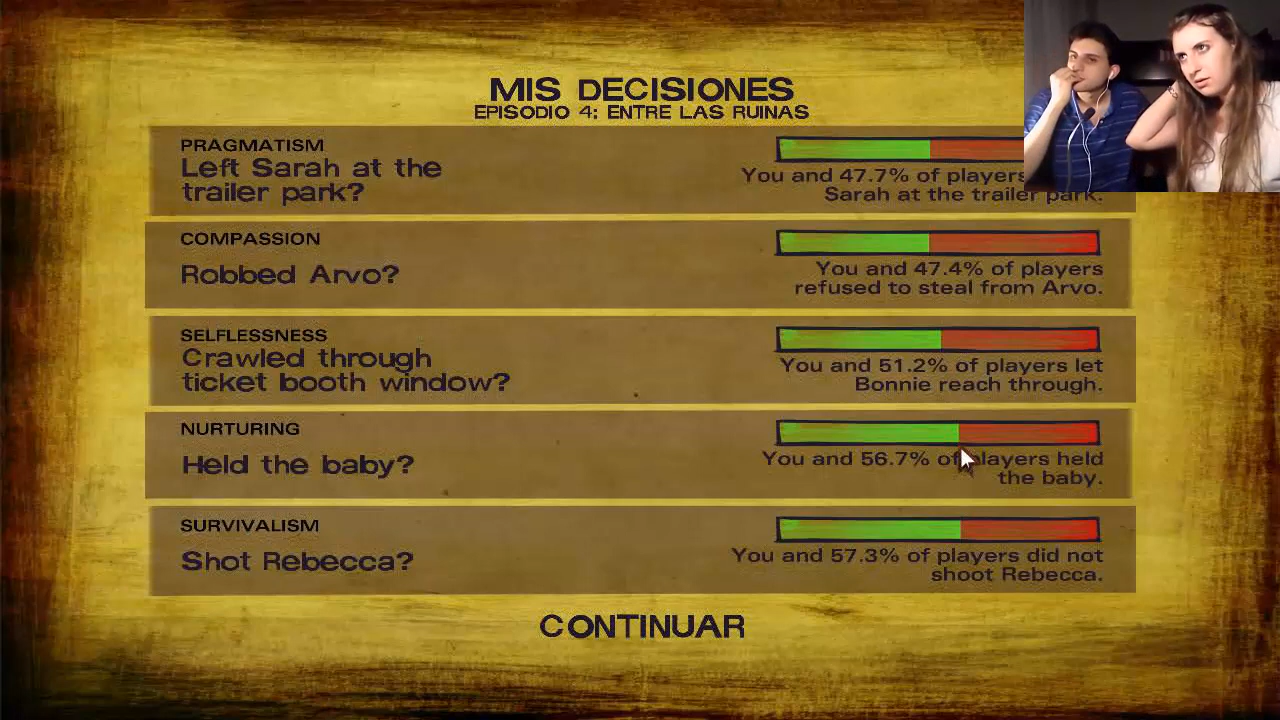 MIS DECISIONES
EPISODIO 4: ENTRE LAS RUINAS
PRAGMATISM
Left Sarah at the
trailer park?
You and 47.7% of players
Sarah at the trailer park.
COMPASSION
Robbed Arvo?
You and 47.4% of players
refused to steal from Arvo.
SELFLESSNESS
Crawled through
ticket booth window?
You and 51.2% of players let
Bonnie reach through.
NURTURING
Held the baby?
You and 56.7% of players held
the baby.
SURVIVALISM
Shot Rebecca?
You and 57.3% of players did not
shoot Rebecca.
CONTINUAR